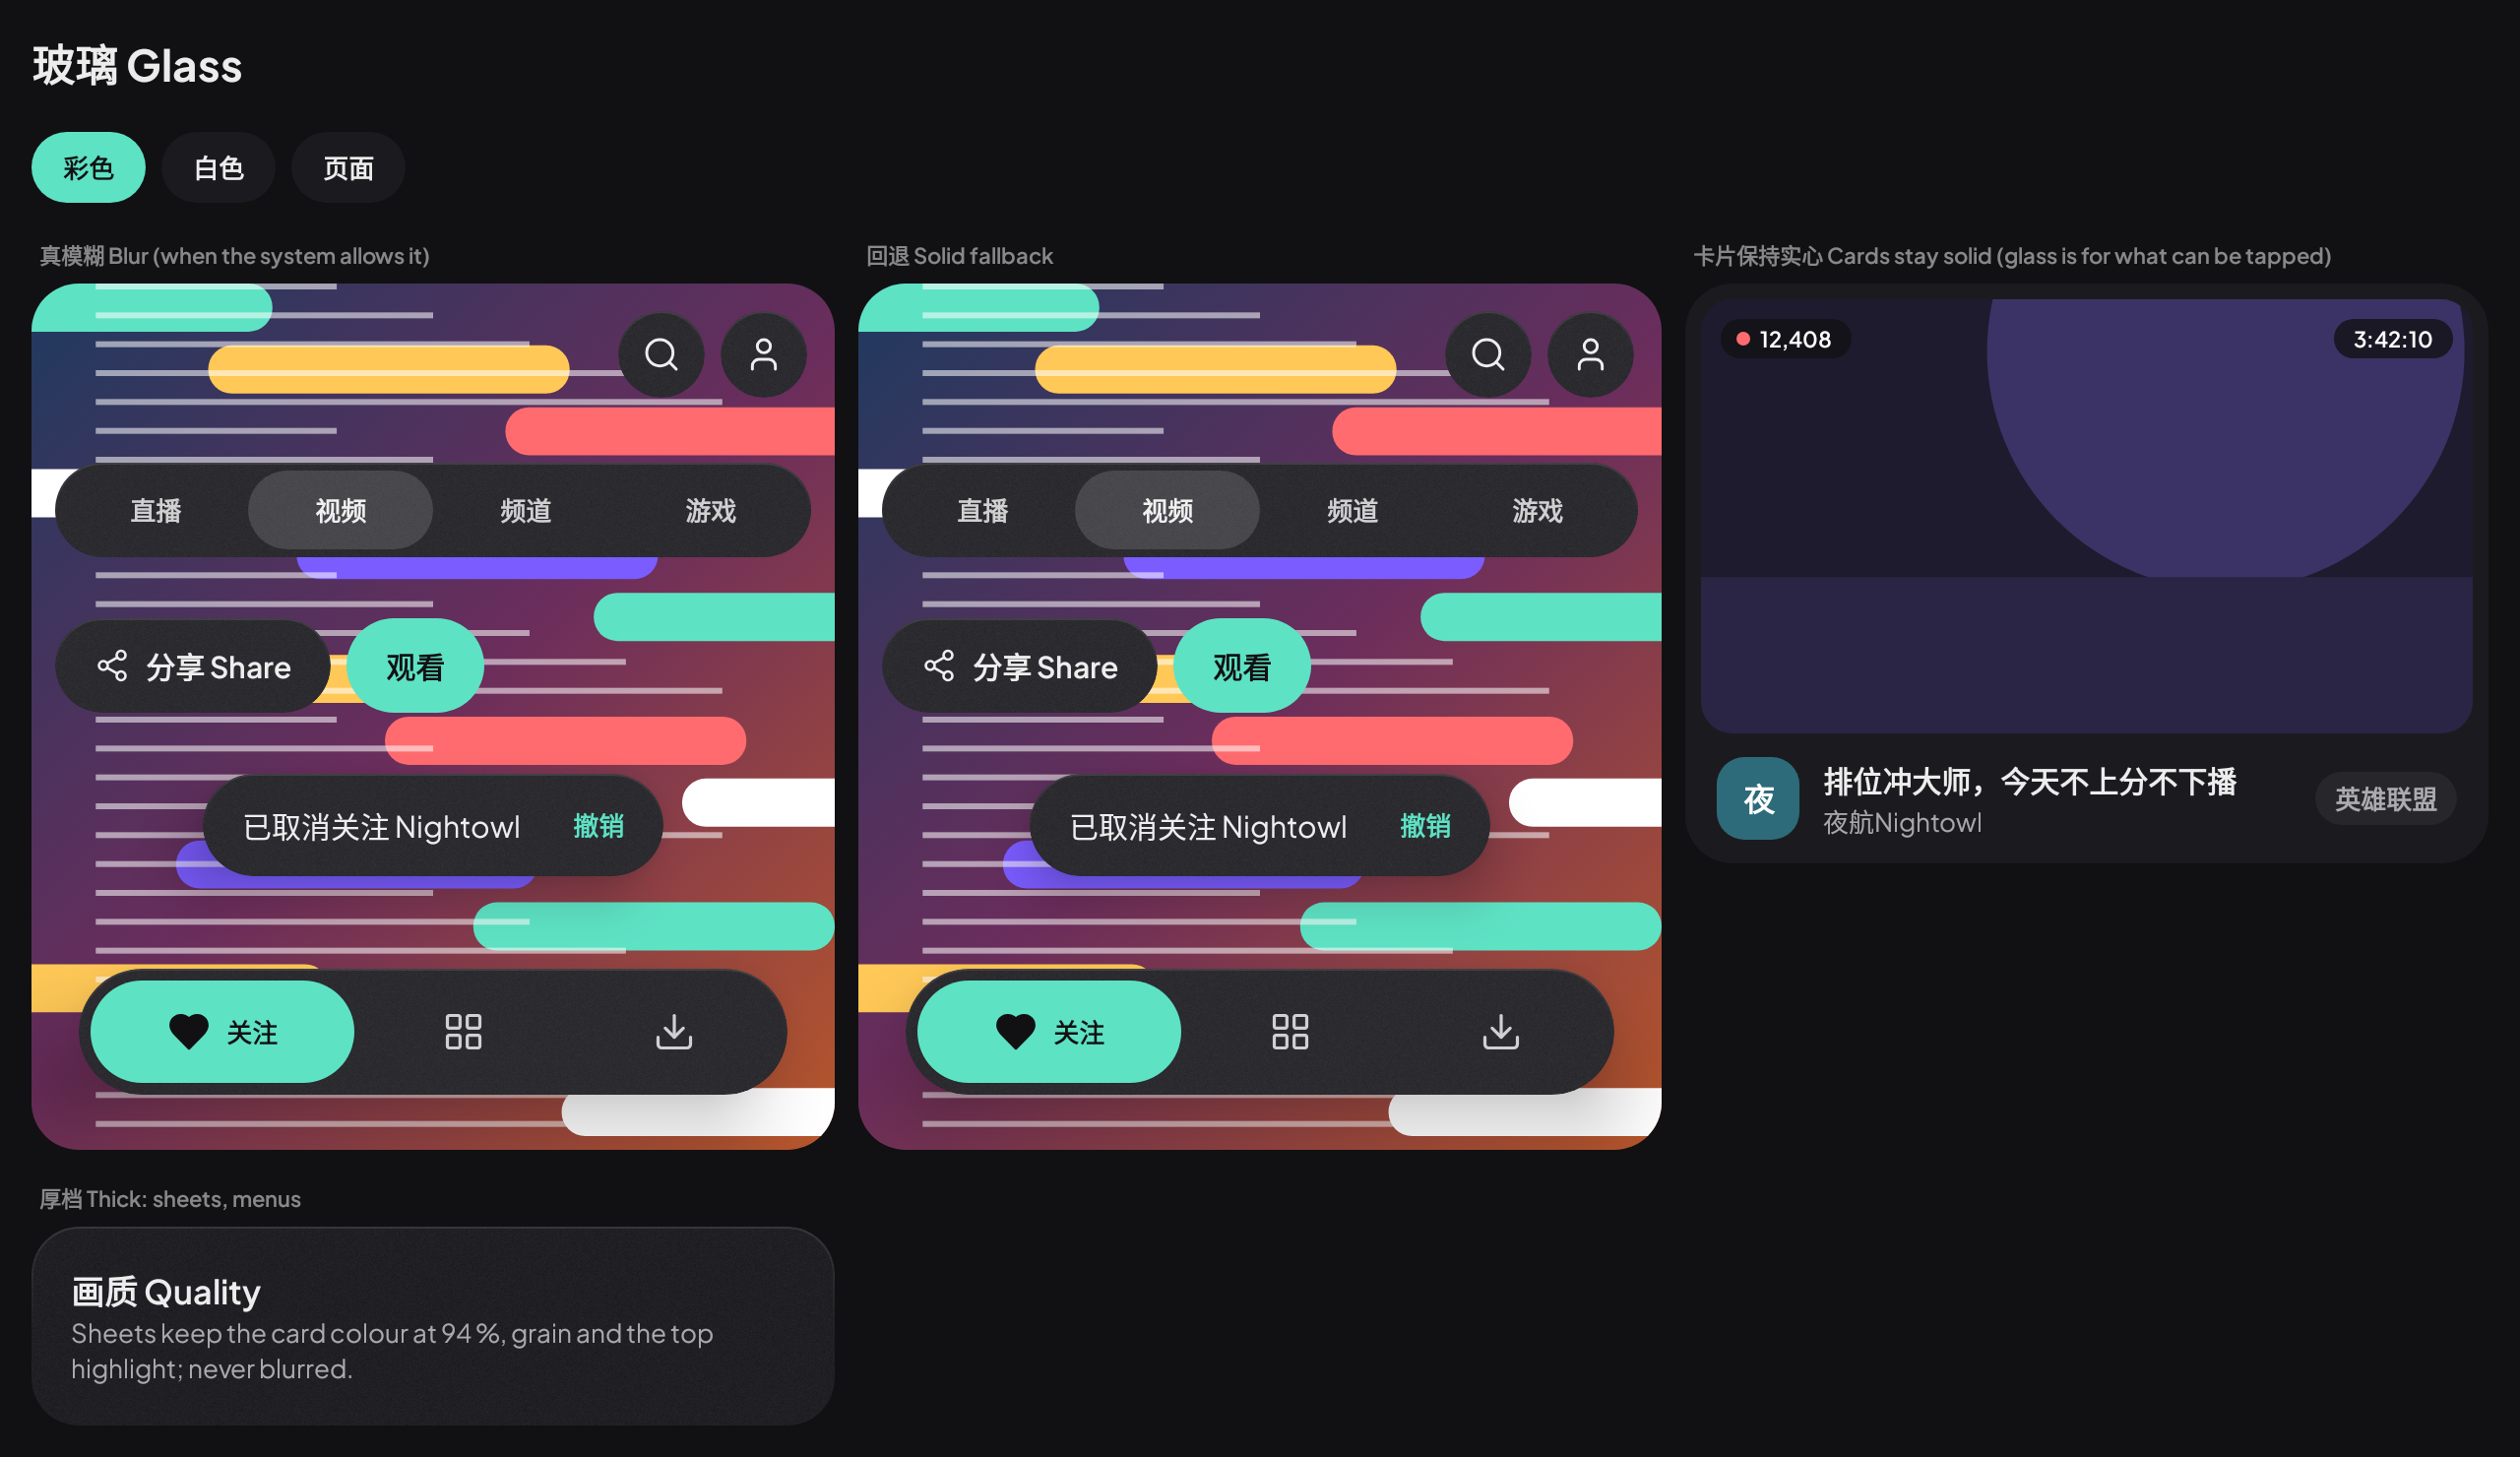 玻璃 Glass
彩色
白色
页面
真模糊 Blur (when the system allows it)
直播
视频
频道
游戏
分享 Share
观看
已取消关注 Nightowl
撤销
关注
回退 Solid fallback
直播
视频
频道
游戏
分享 Share
观看
已取消关注 Nightowl
撤销
关注
卡片保持实心 Cards stay solid (glass is for what can be tapped)
12,408
3:42:10
夜
排位冲大师，今天不上分不下播
夜航Nightowl
英雄联盟
厚档 Thick: sheets, menus
画质 Quality
Sheets keep the card colour at 94 %, grain and the top
highlight; never blurred.